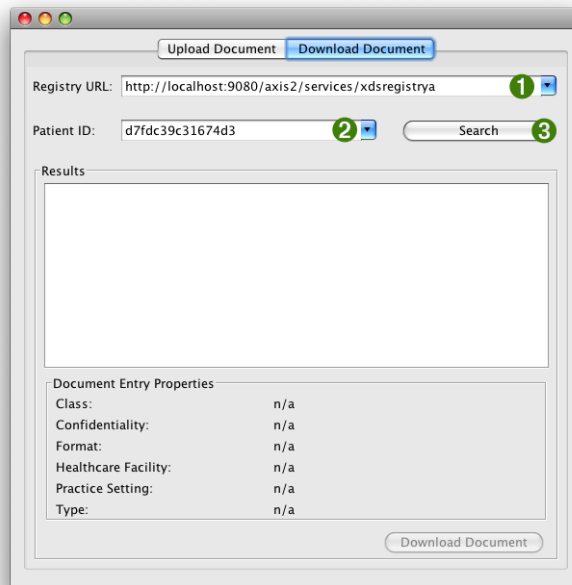 Upload Document Download Document
Registry URL: http://localhost:9080/axis2/services/xdsregistrya 1
Patient ID: d7fdc39c31674d3 2 Search 3
Results
Document Entry Properties
Class: n/a
Confidentiality: n/a
Format: n/a
Healthcare Facility: n/a
Practice Setting: n/a
Type: n/a
Download Document